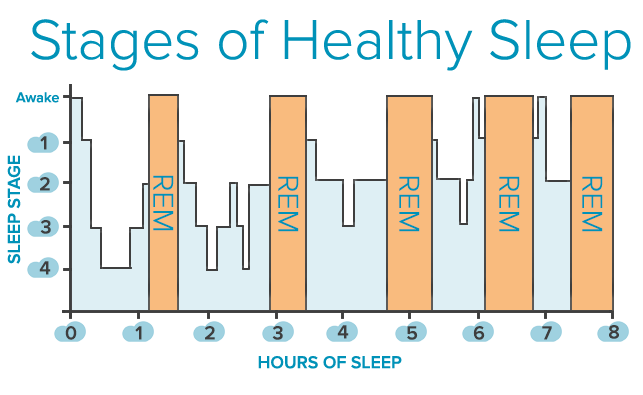 Stages of Healthy Sleep
Awake
1
2
3
4
SLEEP STAGE
REM
REM
REM
REM
REM
0
1
2
3
4
5
6
7
8
HOURS OF SLEEP